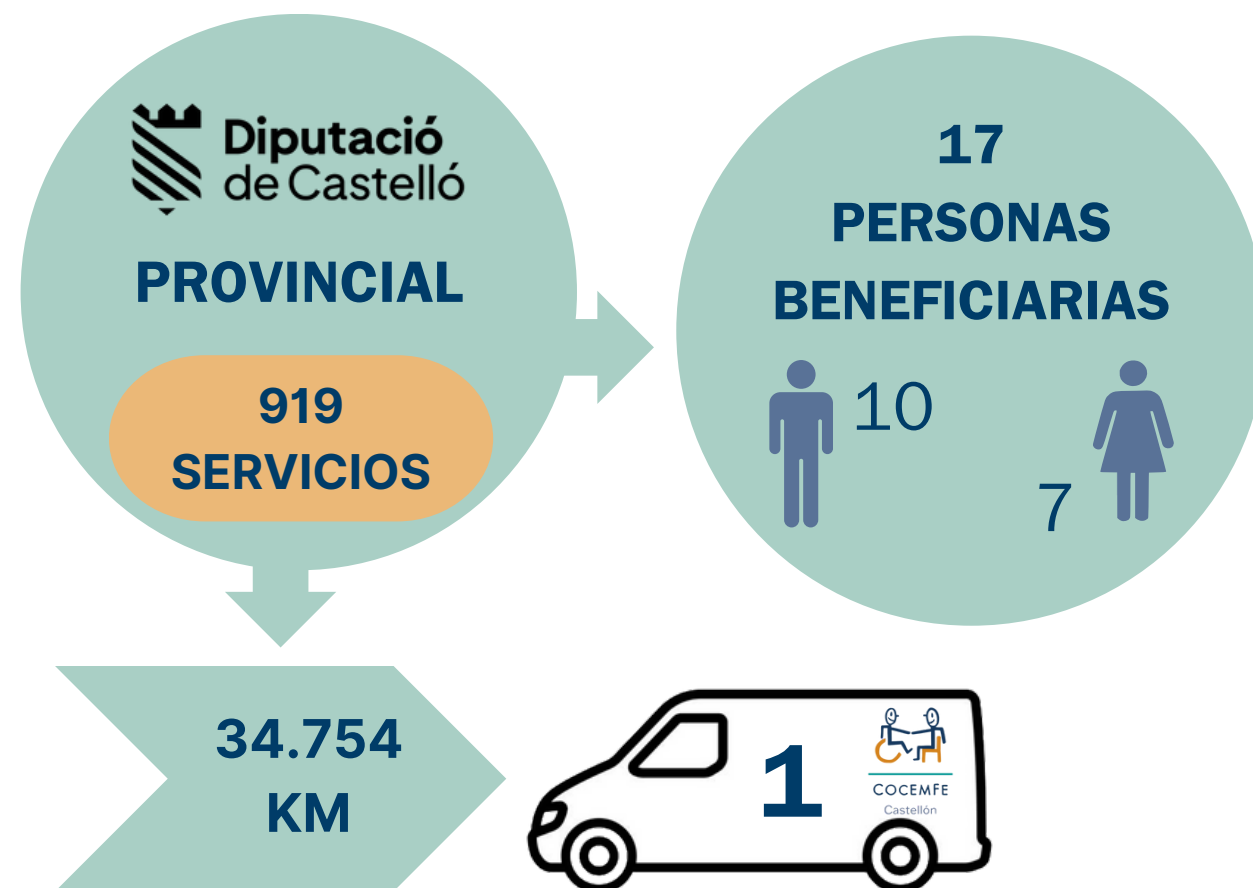 Diputació
de Castelló
PROVINCIAL
919
SERVICIOS
17
PERSONAS
BENEFICIARIAS
10
7
34.754
KM
1
COCEMFE
Castellón